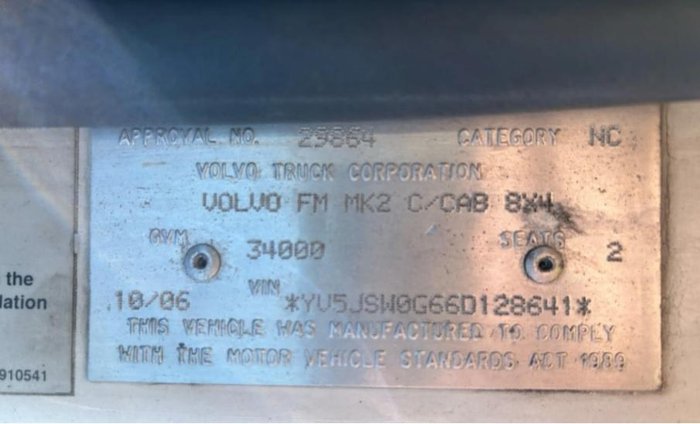 APPROVAL NO. 29864 CATEGORY NC
VOLVO TRUCK CORPORATION
VOLVO FM MK2 C/CAB 8X4
GVM 34000 SEATS 2
VIN
10/06 *YV5JSW0G66D128641*
THIS VEHICLE WAS MANUFACTURED TO COMPLY
WITH THE MOTOR VEHICLE STANDARDS ACT 1989
the
lation
910541